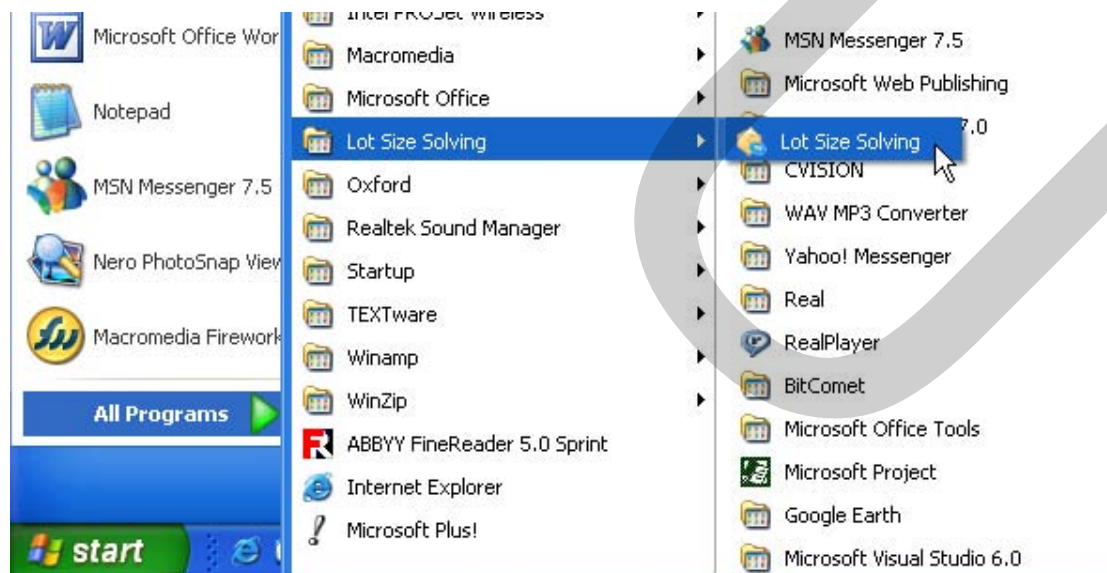 Microsoft Office Wor
Notepad
MSN Messenger 7.5
Nero PhotoSnap View
Macromedia Firework
All Programs
start
Macromedia
Microsoft Office
Lot Size Solving
Oxford
Realtek Sound Manager
Startup
TEXTware
Winamp
WinZip
ABBYY FineReader 5.0 Sprint
Internet Explorer
Microsoft Plus!
MSN Messenger 7.5
Microsoft Web Publishing
7.0
Lot Size Solving
CVISION
WAV MP3 Converter
Yahoo! Messenger
Real
RealPlayer
BitComet
Microsoft Office Tools
Microsoft Project
Google Earth
Microsoft Visual Studio 6.0